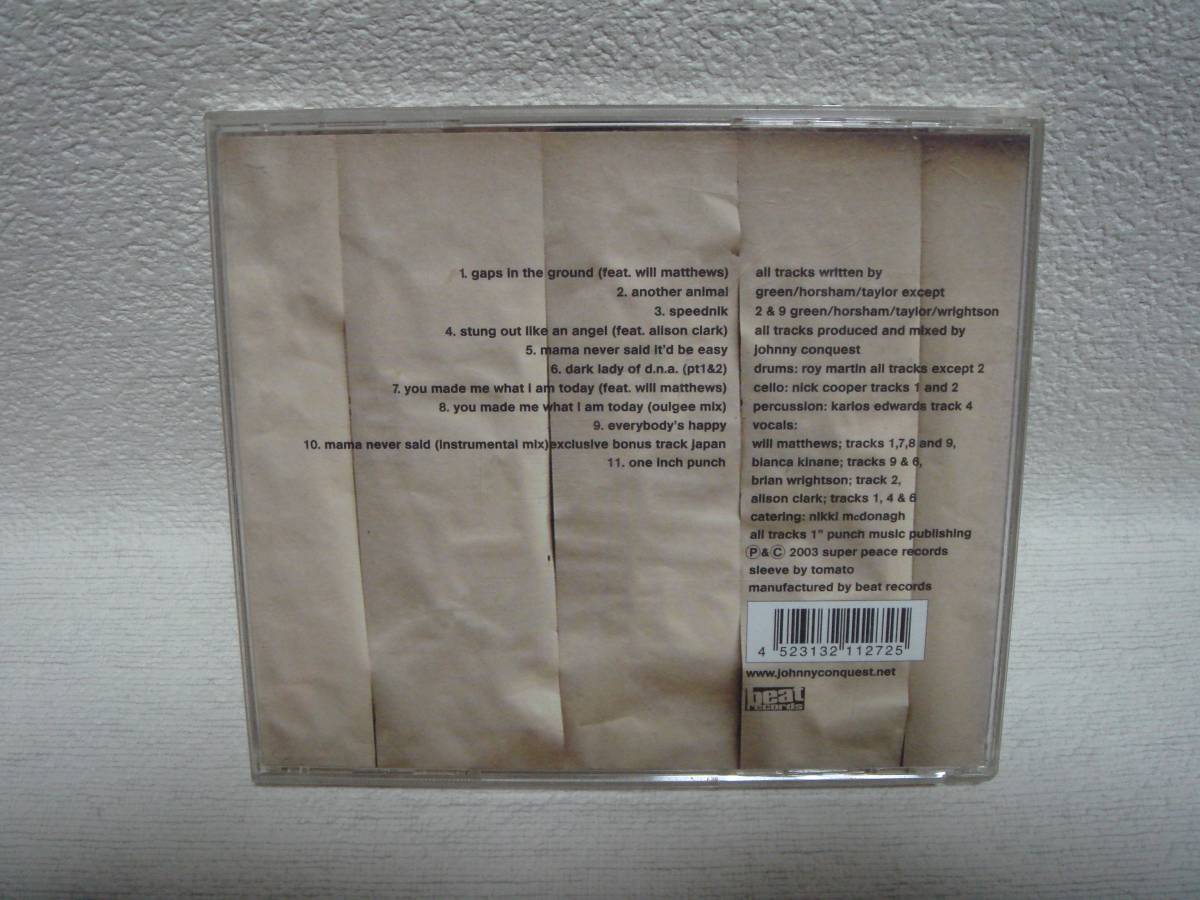 1. gaps in the ground (feat. will matthews)
2. another animal
3. speednik
4. stung out like an angel (feat. alison clark)
5. mama never said it'd be easy
6. dark lady of d.n.a. (pt1&2)
7. you made me what i am today (feat. will matthews)
8. you made me what i am today (oulgee mix)
9. everybody's happy
10. mama never said (instrumental mix)exclusive bonus track japan
11. one inch punch
all tracks written by
green/horsham/taylor except
2 & 9 green/horsham/taylor/wrightson
all tracks produced and mixed by
johnny conquest
drums: roy martin all tracks except 2
cello: nick cooper tracks 1 and 2
percussion: karlos edwards track 4
vocals:
will matthews; tracks 1,7,8 and 9,
bianca kinane; tracks 9 & 6,
brian wrightson; track 2,
alison clark; tracks 1, 4 & 6
catering: nikki mcdonagh
all tracks 1" punch music publishing
Ⓟ & Ⓒ 2003 super peace records
sleeve by tomato
manufactured by beat records
4 523132 112725
www.johnnyconquest.net
beat
records